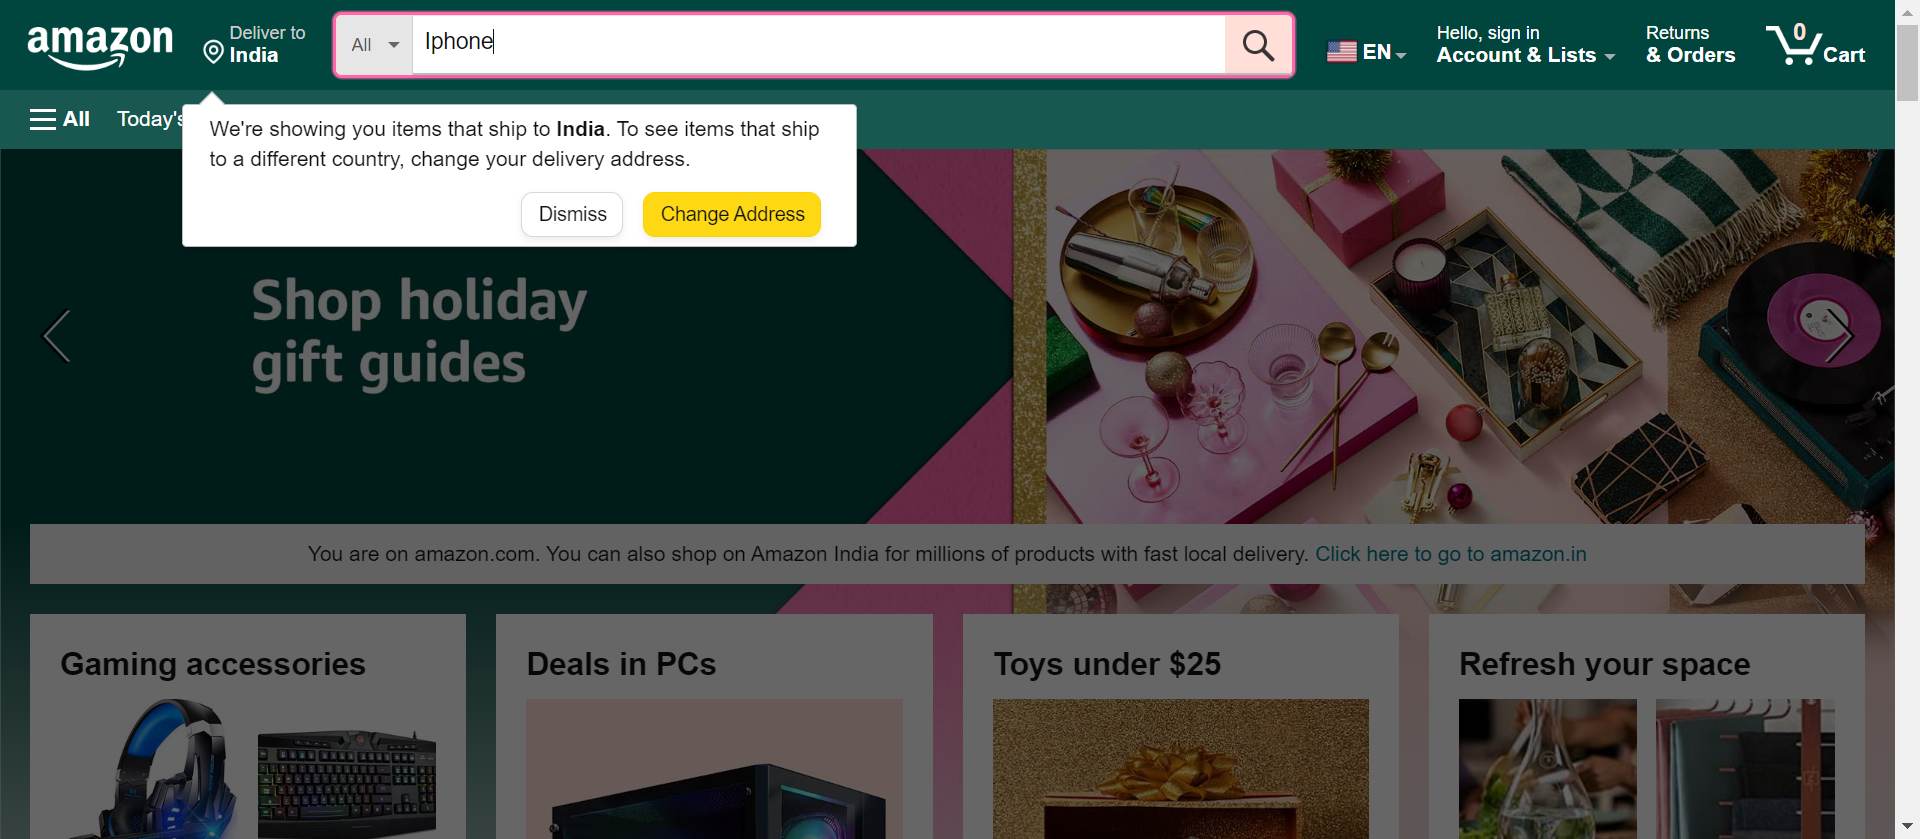 amazon
Deliver to
India
All
Iphone
EN
Hello, sign in
Account & Lists
Returns
& Orders
0
Cart
All
Today's
We're showing you items that ship to India. To see items that ship
to a different country, change your delivery address.
Dismiss
Change Address
Shop holiday
gift guides
You are on amazon.com. You can also shop on Amazon India for millions of products with fast local delivery. Click here to go to amazon.in
Gaming accessories
Deals in PCs
Toys under $25
Refresh your space